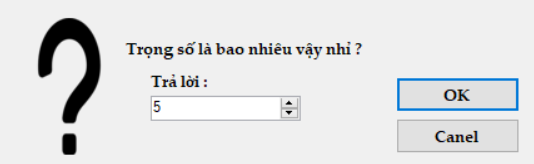 Trọng số là bao nhiêu vậy nhỉ ?
Trả lời :
5
OK
Canel